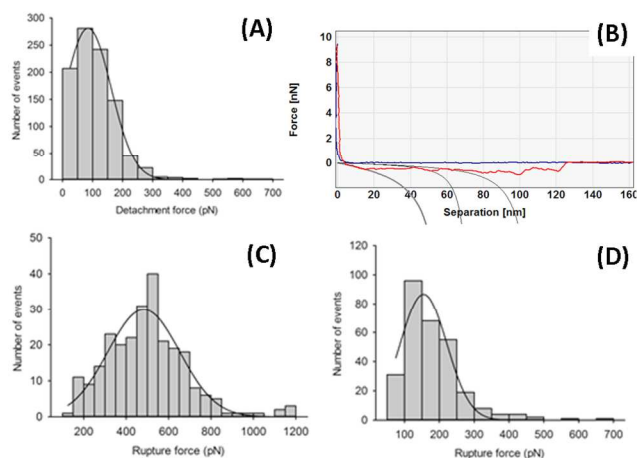 (A)
300
250
200
150
100
50
0
Number of events
0 100 200 300 400 500 600 700
Detachment force (pN)
(B)
10
8
6
4
2
0
-2
-4
Force [nN]
0 20 40 60 80 100 120 140 160
Separation [nm]
(C)
50
40
30
20
10
0
Number of events
200 400 600 800 1000 1200
Rupture force (pN)
(D)
120
100
80
60
40
20
0
Number of events
100 200 300 400 500 600 700
Rupture force (pN)